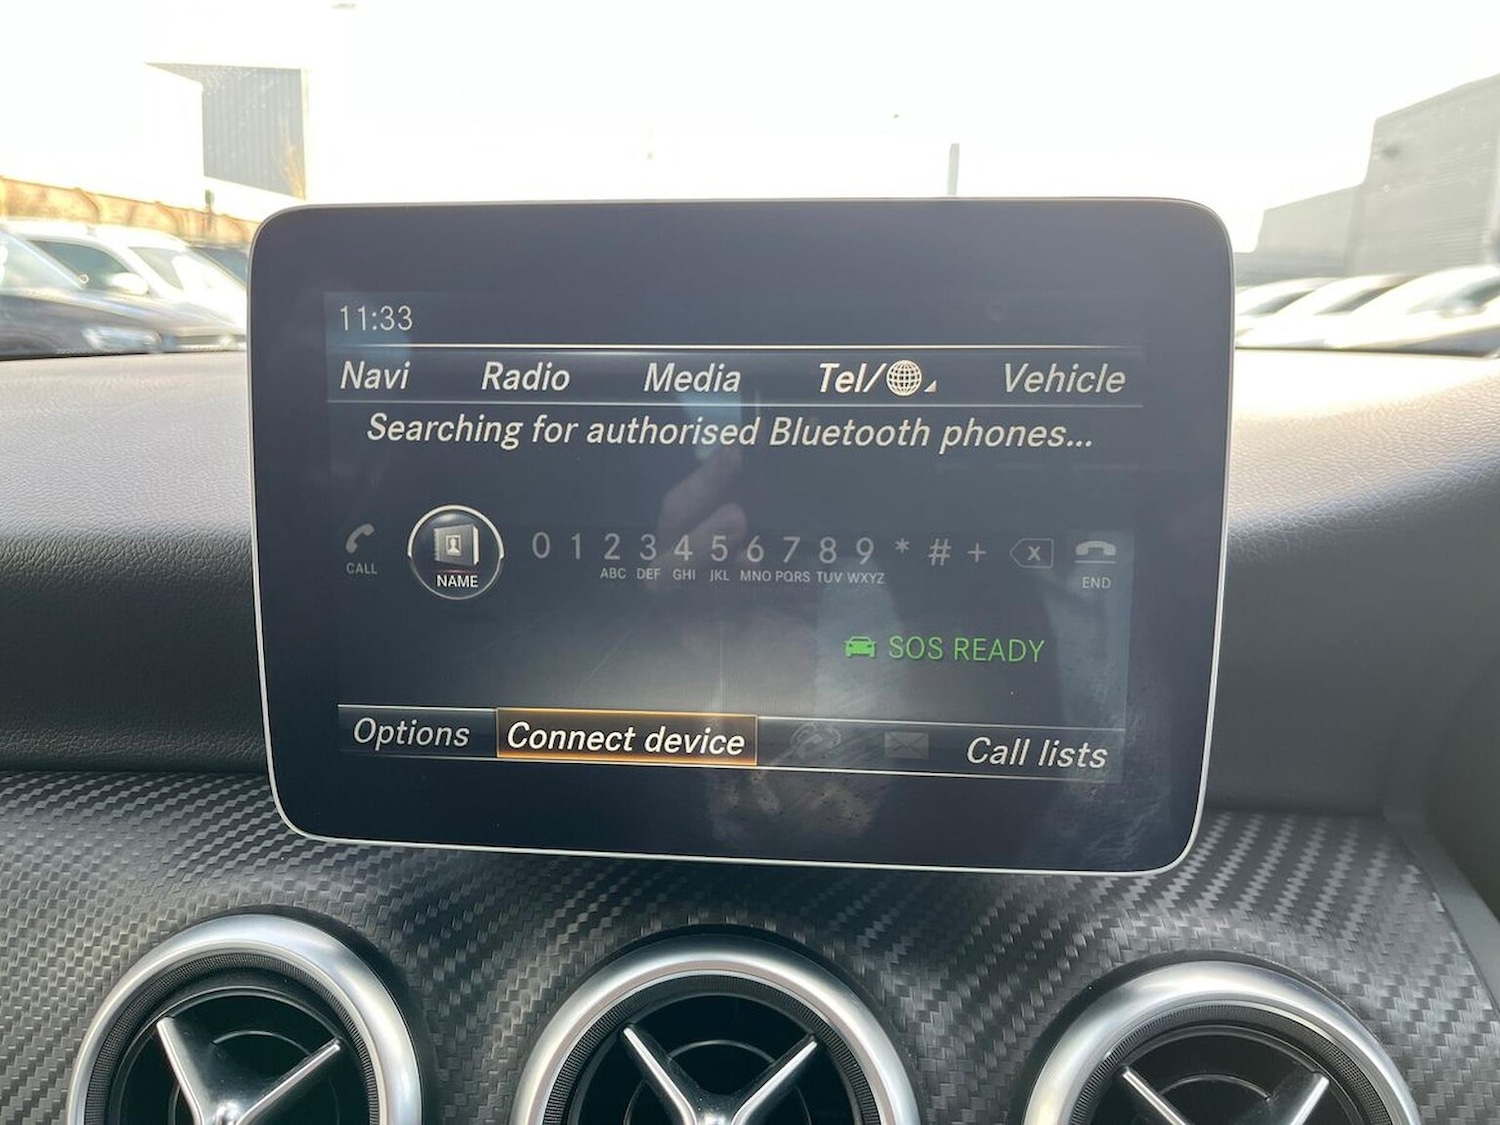 11:33
Navi Radio Media Tel/ Vehicle
Searching for authorised Bluetooth phones...
CALL NAME 0 1 2 3 4 5 6 7 8 9 * # + X END
ABC DEF GHI JKL MNO PQRS TUV WXYZ
SOS READY
Options Connect device Call lists